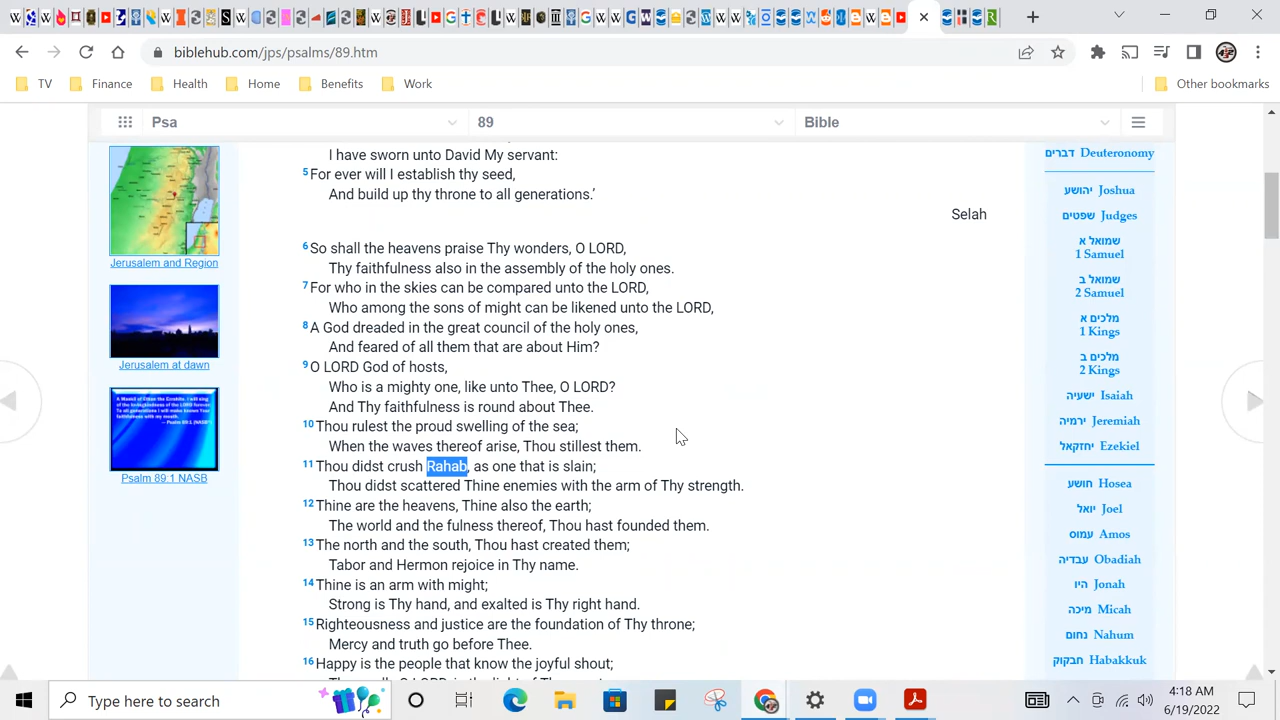 biblehub.com/jps/psalms/89.htm
TV Finance Health Home Benefits Work Other bookmarks
Psa 89 Bible
I have sworn unto David My servant:
5 For ever will I establish thy seed,
And build up thy throne to all generations.’
Selah
6 So shall the heavens praise Thy wonders, O LORD,
Thy faithfulness also in the assembly of the holy ones.
7 For who in the skies can be compared unto the LORD,
Who among the sons of might can be likened unto the LORD,
8 A God dreaded in the great council of the holy ones,
And feared of all them that are about Him?
9 O LORD God of hosts,
Who is a mighty one, like unto Thee, O LORD?
And Thy faithfulness is round about Thee.
10 Thou rulest the proud swelling of the sea;
When the waves thereof arise, Thou stillest them.
11 Thou didst crush Rahab, as one that is slain;
Thou didst scattered Thine enemies with the arm of Thy strength.
12 Thine are the heavens, Thine also the earth;
The world and the fulness thereof, Thou hast founded them.
13 The north and the south, Thou hast created them;
Tabor and Hermon rejoice in Thy name.
14 Thine is an arm with might;
Strong is Thy hand, and exalted is Thy right hand.
15 Righteousness and justice are the foundation of Thy throne;
Mercy and truth go before Thee.
16 Happy is the people that know the joyful shout;
Jerusalem and Region
Jerusalem at dawn
Psalm 89:1 NASB
דברים Deuteronomy
יהושע Joshua
שפטים Judges
שמואל א
1 Samuel
שמואל ב
2 Samuel
מלכים א
1 Kings
מלכים ב
2 Kings
ישעיה Isaiah
ירמיה Jeremiah
יחזקאל Ezekiel
הושע Hosea
יואל Joel
עמוס Amos
עבדיה Obadiah
Jonah
מיכה Micah
נחום Nahum
חבקוק Habakkuk
Type here to search
4:18 AM
6/19/2022